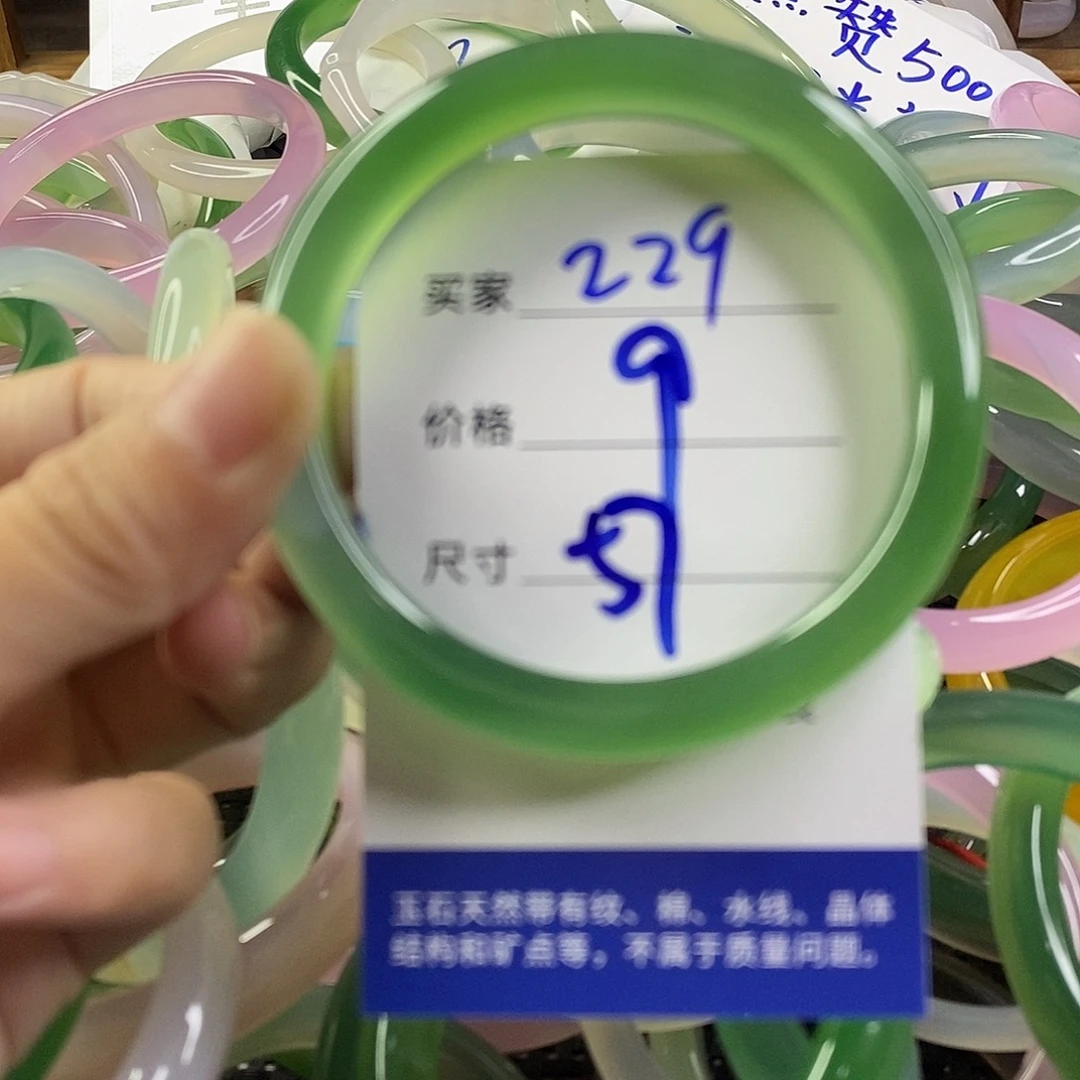 赞500
买家 229
价格 9
尺寸 51
玉石天然带有纹、棉、水线、晶体
结构和矿点等，不属于质量问题。